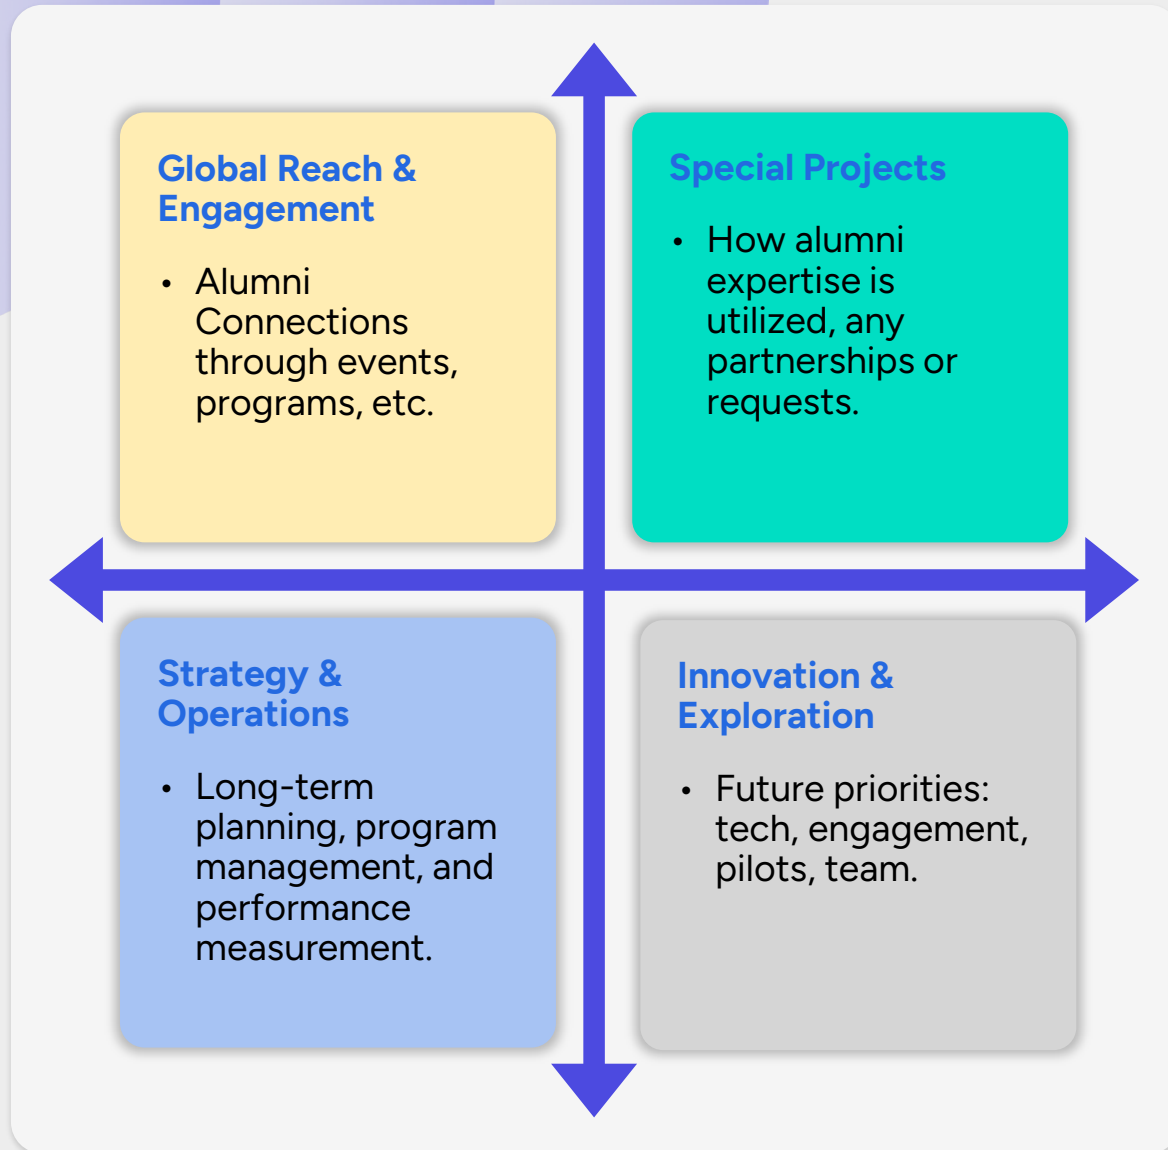 Global Reach &
Engagement
• Alumni
Connections
through events,
programs, etc.
Special Projects
• How alumni
expertise is
utilized, any
partnerships or
requests.
Strategy &
Operations
• Long-term
planning, program
management, and
performance
measurement.
Innovation &
Exploration
• Future priorities:
tech, engagement,
pilots, team.